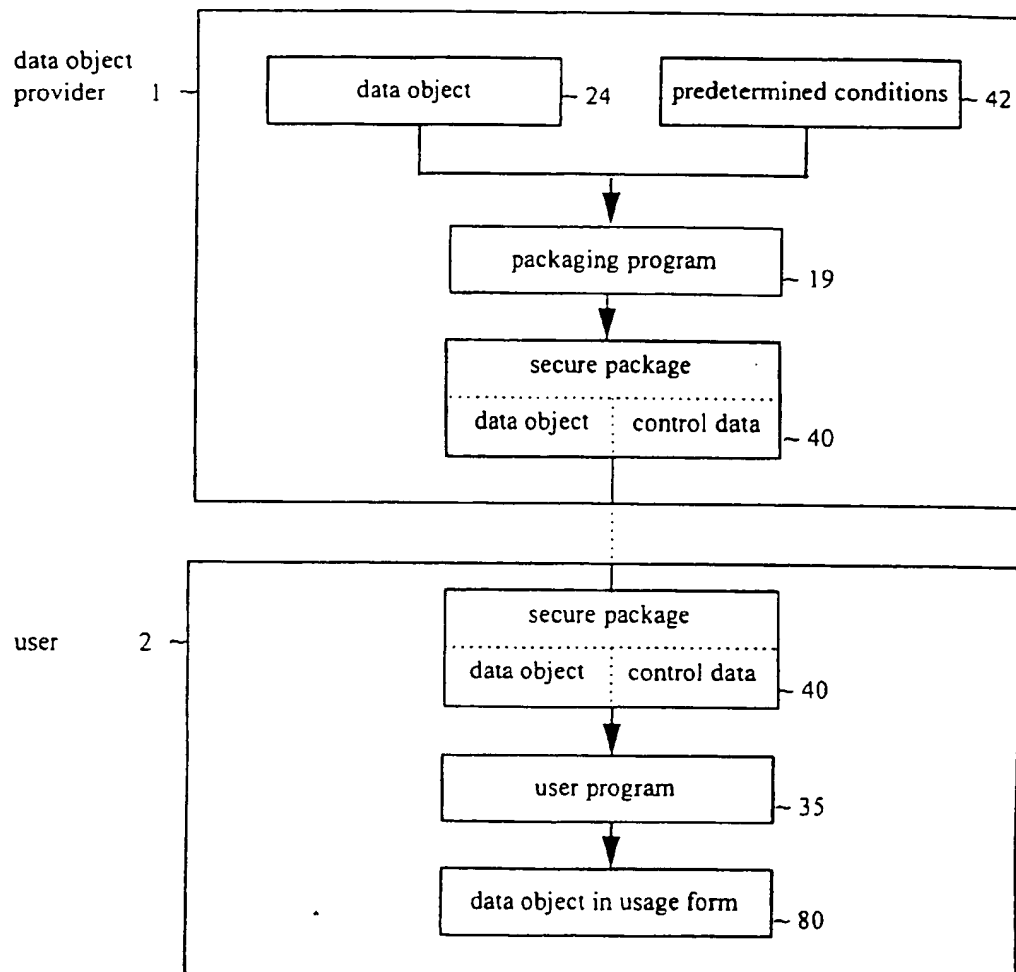 data object
provider 1
data object
24
predetermined conditions
42
packaging program
19
secure package
data object
control data
40
user 2
secure package
data object
control data
40
user program
35
data object in usage form
80